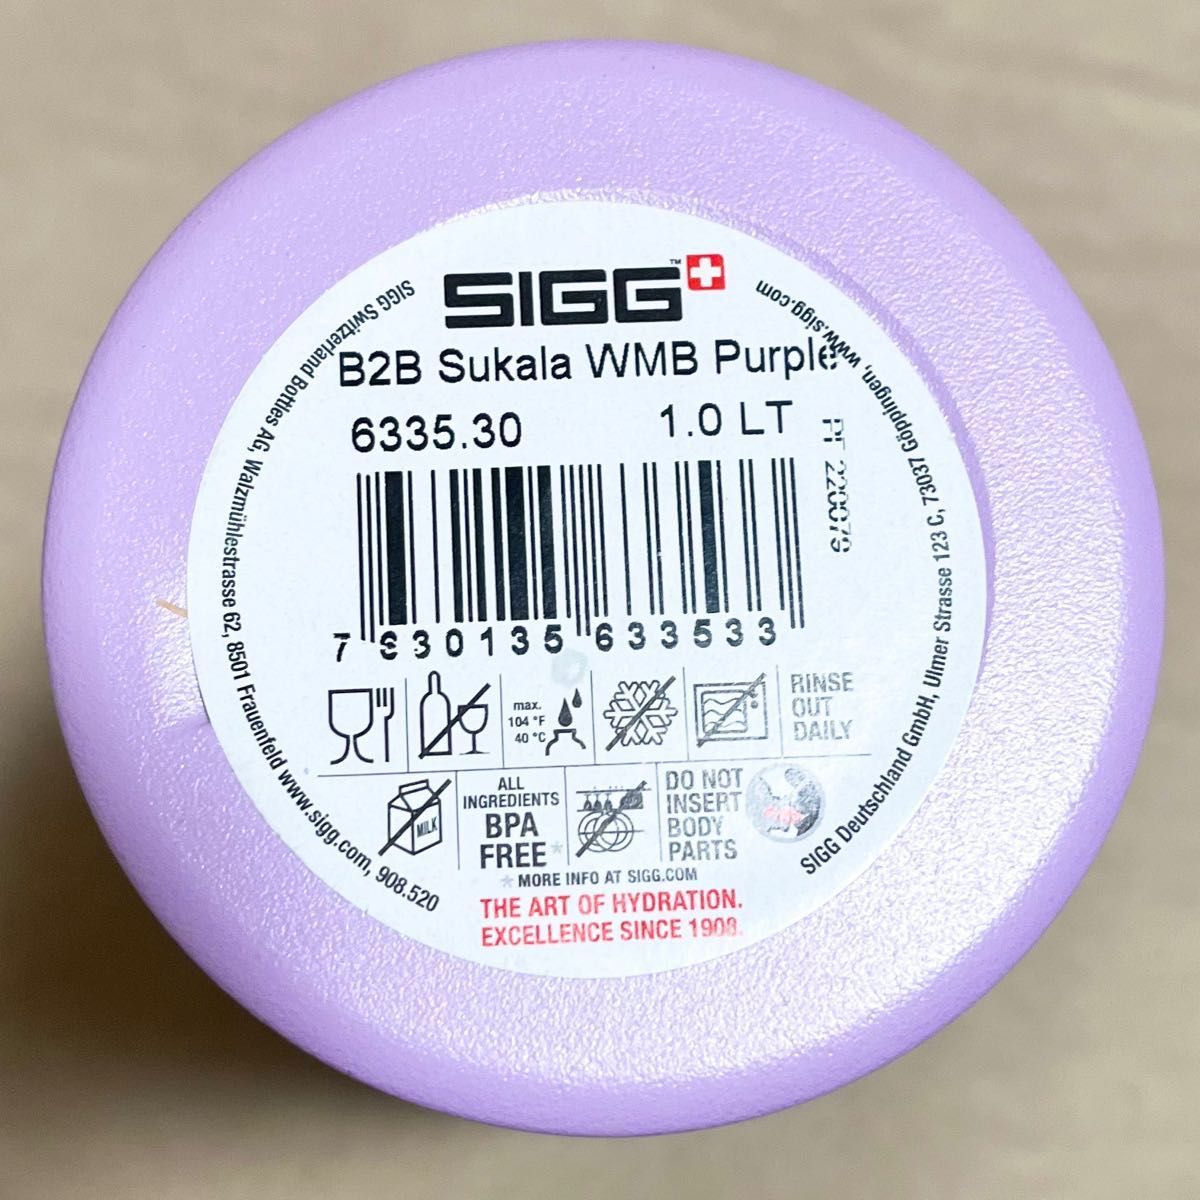 SIGG™
B2B Sukala WMB Purple
6335.30
1.0 LT
PT 220079
7 630135 633533
max.
104 °F
40 °C
RINSE
OUT
DAILY
MILK
ALL
INGREDIENTS
BPA
FREE*
DO NOT
INSERT
BODY
PARTS
*MORE INFO AT SIGG.COM
THE ART OF HYDRATION.
EXCELLENCE SINCE 1908.
SIGG Switzerland Bottles AG, Walzmühlestrasse 62, 8501 Frauenfeld www.sigg.com, 908.520
SIGG Deutschland GmbH, Ulmer Strasse 123 C, 73037 Göppingen, www.sigg.com